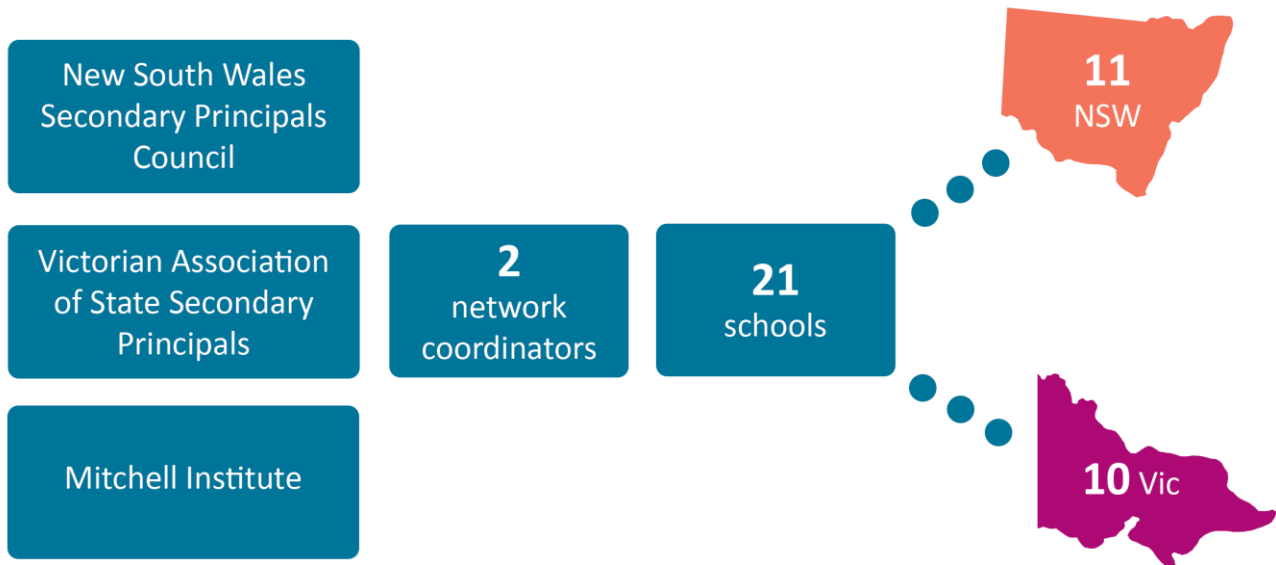 New South Wales
Secondary Principals
Council
Victorian Association
of State Secondary
Principals
Mitchell Institute
2
network
coordinators
21
schools
11
NSW
10 Vic